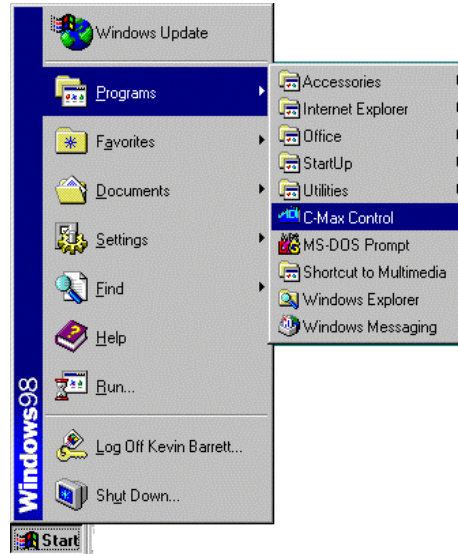 Windows Update
Programs
Favorites
Documents
Settings
Find
Help
Run...
Log Off Kevin Barrett...
Shut Down...
Windows98
Start
Accessories
Internet Explorer
Office
StartUp
Utilities
C-Max Control
MS-DOS Prompt
Shortcut to Multimedia
Windows Explorer
Windows Messaging